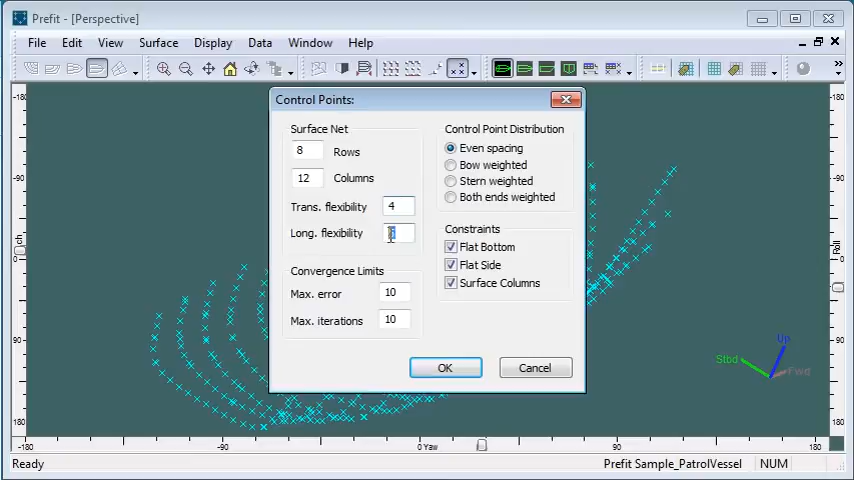 Prefit - [Perspective]
File Edit View Surface Display Data Window Help
Control Points:
Surface Net
8 Rows
12 Columns
Trans. flexibility 4
Long. flexibility
Convergence Limits
Max. error 10
Max. iterations 10
Control Point Distribution
Even spacing
Bow weighted
Stern weighted
Both ends weighted
Constraints
Flat Bottom
Flat Side
Surface Columns
OK Cancel
-180
-90
0
90
180
Roll
Up
Stbd
Fwd
-180 -90 0 Yaw 90 180
Ready Prefit Sample_PatrolVessel NUM